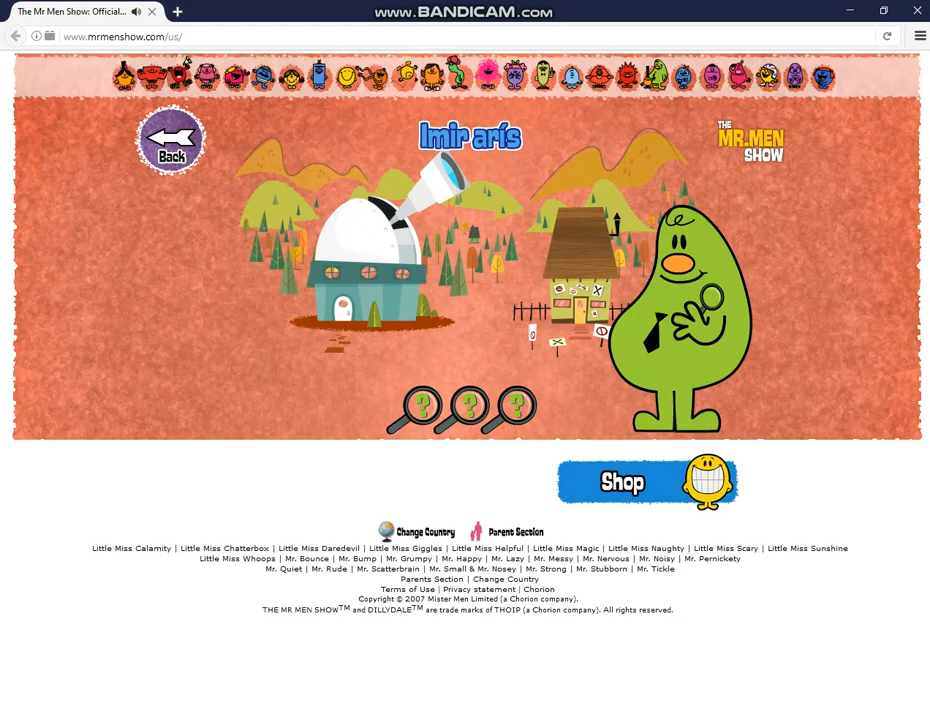 The Mr Men Show: Official...
www.BANDICAM.com
www.mrmenshow.com/us/
Back
Imir arís
THE
MR.MEN
SHOW
? ? ?
Shop
Change Country Parent Section
Little Miss Calamity | Little Miss Chatterbox | Little Miss Daredevil | Little Miss Giggles | Little Miss Helpful | Little Miss Magic | Little Miss Naughty | Little Miss Scary | Little Miss Sunshine
Little Miss Whoops | Mr. Bounce | Mr. Bump | Mr. Grumpy | Mr. Happy | Mr. Lazy | Mr. Messy | Mr. Nervous | Mr. Noisy | Mr. Pernickety
Mr. Quiet | Mr. Rude | Mr. Scatterbrain | Mr. Small & Mr. Nosey | Mr. Strong | Mr. Stubborn | Mr. Tickle
Parents Section | Change Country
Terms of Use | Privacy statement | Chorion
Copyright © 2007 Mister Men Limited (a Chorion company).
THE MR MEN SHOW™ and DILLYDALE™ are trade marks of THOIP (a Chorion company). All rights reserved.